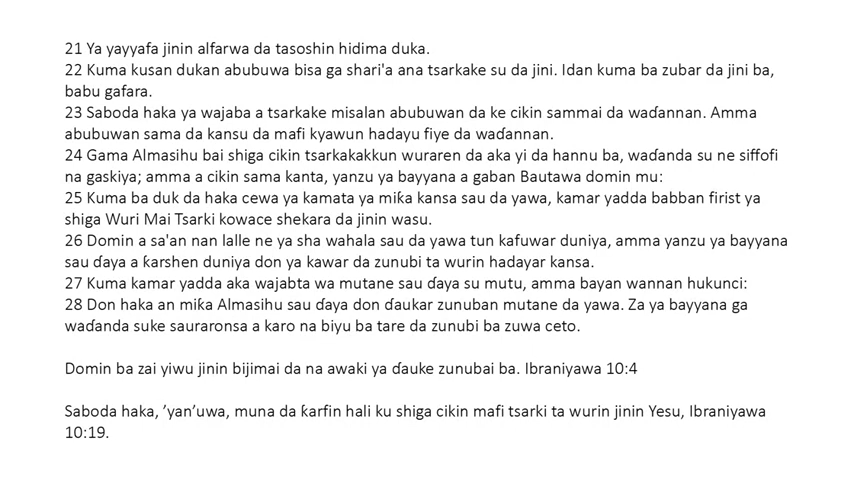 21 Ya yayyafa jinin alfarwa da tasoshin hidima duka.
22 Kuma kusan dukan abubuwa bisa ga shari'a ana tsarkake su da jini. Idan kuma ba zubar da jini ba,
babu gafara.
23 Saboda haka ya wajaba a tsarkake misalan abubuwan da ke cikin sammai da waɗannan. Amma
abubuwan sama da kansu da mafi kyawun hadayu fiye da waɗannan.
24 Gama Almasihu bai shiga cikin tsarkakakkun wuraren da aka yi da hannu ba, waɗanda su ne siffofi
na gaskiya; amma a cikin sama kanta, yanzu ya bayyana a gaban Bautawa domin mu:
25 Kuma ba duk da haka cewa ya kamata ya miƙa kansa sau da yawa, kamar yadda babban firist ya
shiga Wuri Mai Tsarki kowace shekara da jinin wasu.
26 Domin a sa'an nan lalle ne ya sha wahala sau da yawa tun kafuwar duniya, amma yanzu ya bayyana
sau ɗaya a ƙarshen duniya don ya kawar da zunubi ta wurin hadayar kansa.
27 Kuma kamar yadda aka wajabta wa mutane sau ɗaya su mutu, amma bayan wannan hukunci:
28 Don haka an miƙa Almasihu sau ɗaya don ɗaukar zunuban mutane da yawa. Za ya bayyana ga
waɗanda suke sauraronsa a karo na biyu ba tare da zunubi ba zuwa ceto.
Domin ba zai yiwu jinin bijimai da na awaki ya ɗauke zunubai ba. Ibraniyawa 10:4
Saboda haka, ’yan’uwa, muna da ƙarfin hali ku shiga cikin mafi tsarki ta wurin jinin Yesu, Ibraniyawa
10:19.